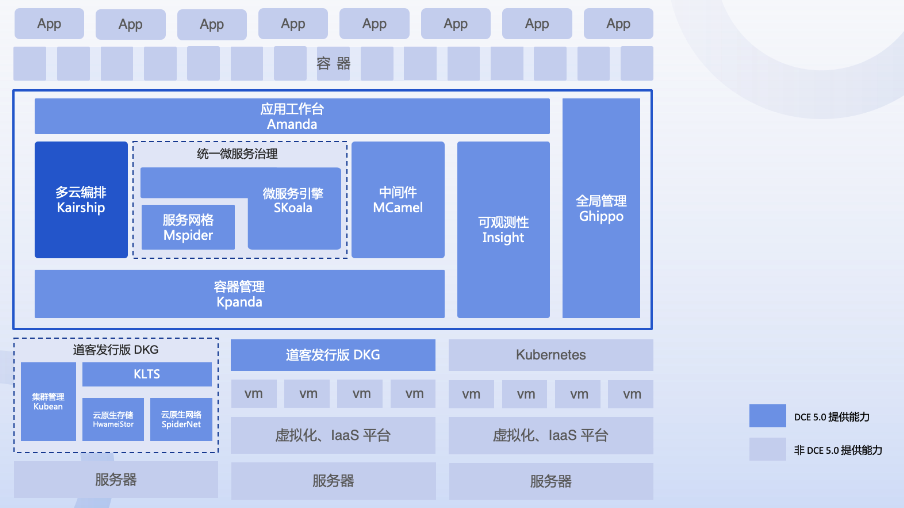 App App App App App App App App
容 器
应用工作台
Amanda
多云编排
Kairship
统一微服务治理
微服务引擎
SKoala
服务网格
Mspider
中间件
MCamel
可观测性
Insight
全局管理
Ghippo
容器管理
Kpanda
道客发行版 DKG
集群管理
Kubean
KLTS
云原生存储
HwameiStor
云原生网络
SpiderNet
服务器
道客发行版 DKG
vm vm vm vm
虚拟化、IaaS 平台
服务器
Kubernetes
vm vm vm vm
虚拟化、IaaS 平台
服务器
DCE 5.0 提供能力
非 DCE 5.0 提供能力